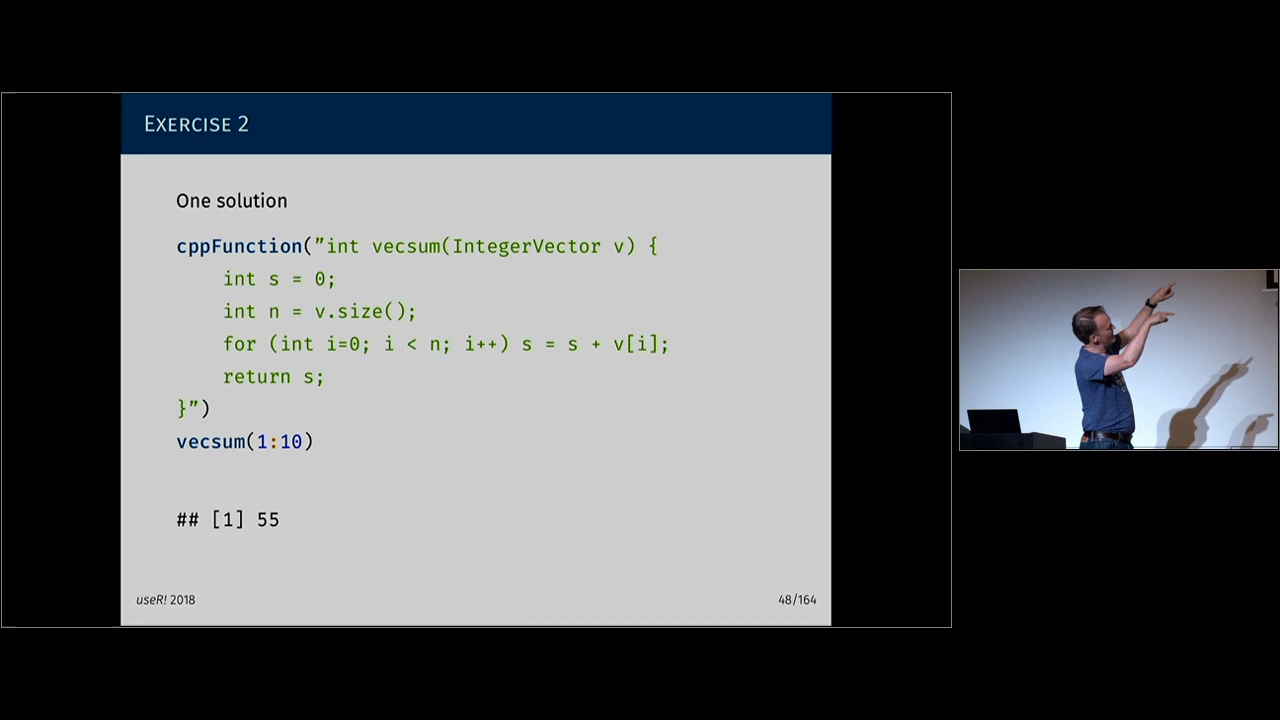 EXERCISE 2
One solution
cppFunction(”int vecsum(IntegerVector v) {
    int s = 0;
    int n = v.size();
    for (int i=0; i < n; i++) s = s + v[i];
    return s;
}”)
vecsum(1:10)
## [1] 55
useR! 2018
48/164